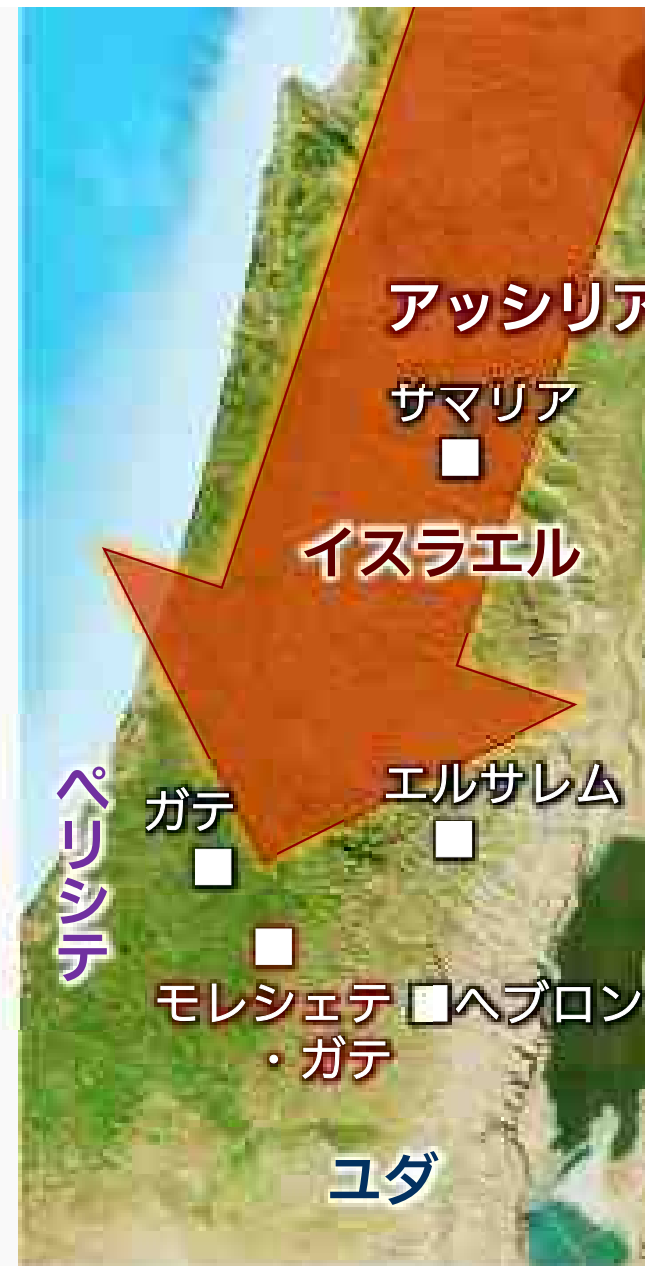 アッシリア
サマリア
イスラエル
エルサレム
ガテ
ペリシテ
モレシェテ
・ガテ
ヘブロン
ユダ